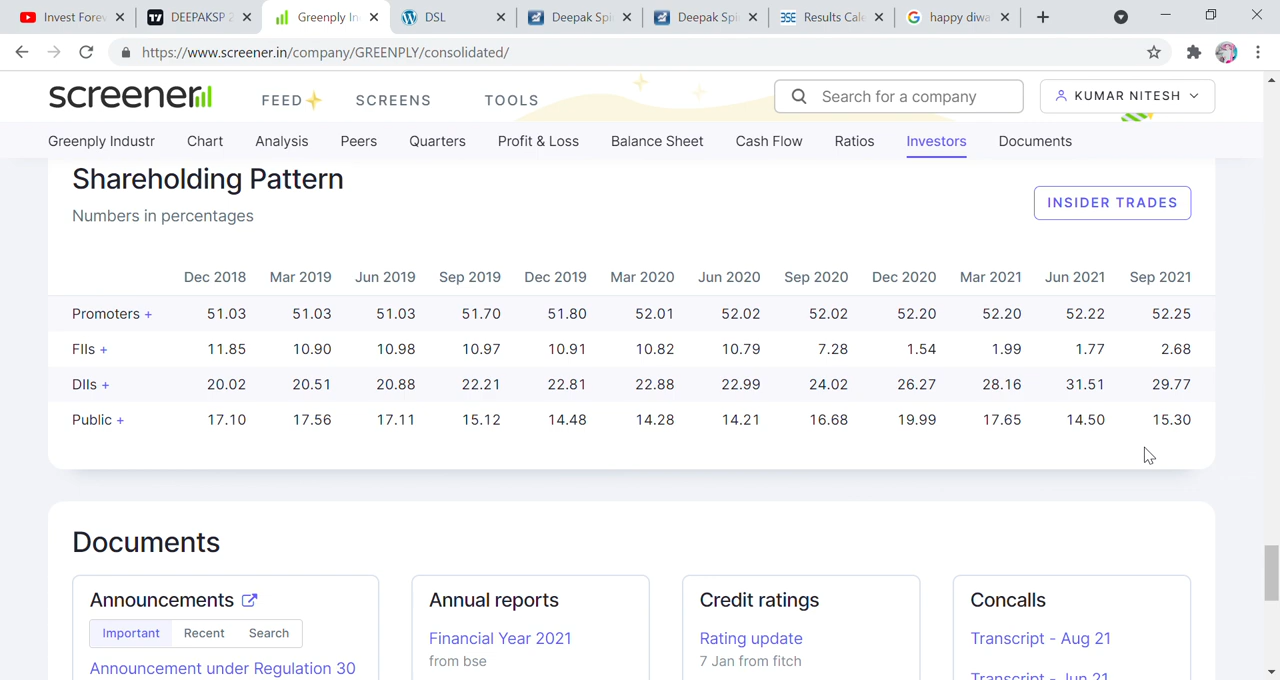 Invest Forev
DEEPAKSP 2
Greenply In
DSL
Deepak Spi
Deepak Spi
BSE Results Cale
happy diwa
https://www.screener.in/company/GREENPLY/consolidated/
screener
FEED SCREENS TOOLS
Search for a company
KUMAR NITESH
Greenply Industr Chart Analysis Peers Quarters Profit & Loss Balance Sheet Cash Flow Ratios Investors Documents
Shareholding Pattern
Numbers in percentages
INSIDER TRADES
Dec 2018 Mar 2019 Jun 2019 Sep 2019 Dec 2019 Mar 2020 Jun 2020 Sep 2020 Dec 2020 Mar 2021 Jun 2021 Sep 2021
Promoters + 51.03 51.03 51.03 51.70 51.80 52.01 52.02 52.02 52.20 52.20 52.22 52.25
FIIs + 11.85 10.90 10.98 10.97 10.91 10.82 10.79 7.28 1.54 1.99 1.77 2.68
DIIs + 20.02 20.51 20.88 22.21 22.81 22.88 22.99 24.02 26.27 28.16 31.51 29.77
Public + 17.10 17.56 17.11 15.12 14.48 14.28 14.21 16.68 19.99 17.65 14.50 15.30
Documents
Announcements
Important Recent Search
Announcement under Regulation 30
Annual reports
Financial Year 2021
from bse
Credit ratings
Rating update
7 Jan from fitch
Concalls
Transcript - Aug 21
Transcript - Jun 21